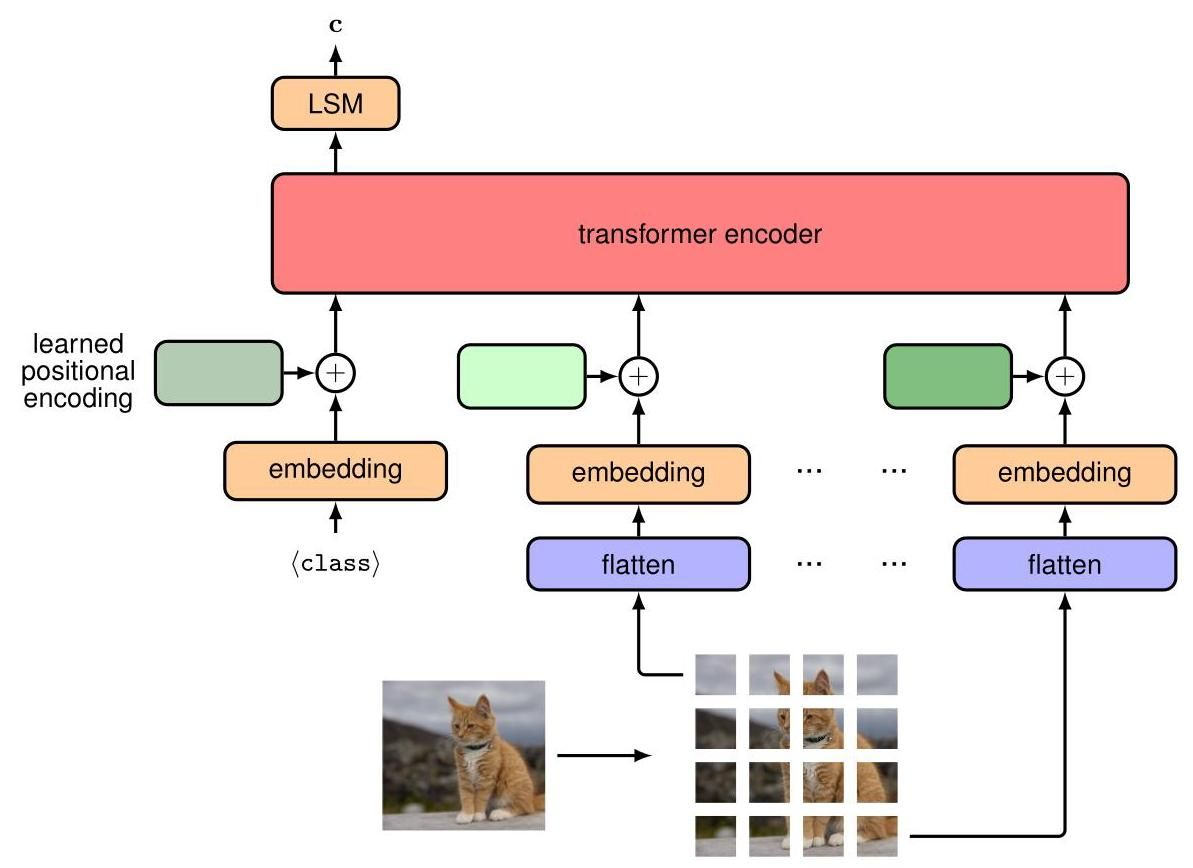 c
LSM
transformer encoder
learned
positional
encoding
+
+
+
embedding
embedding
... ...
embedding
⟨class⟩
flatten
... ...
flatten